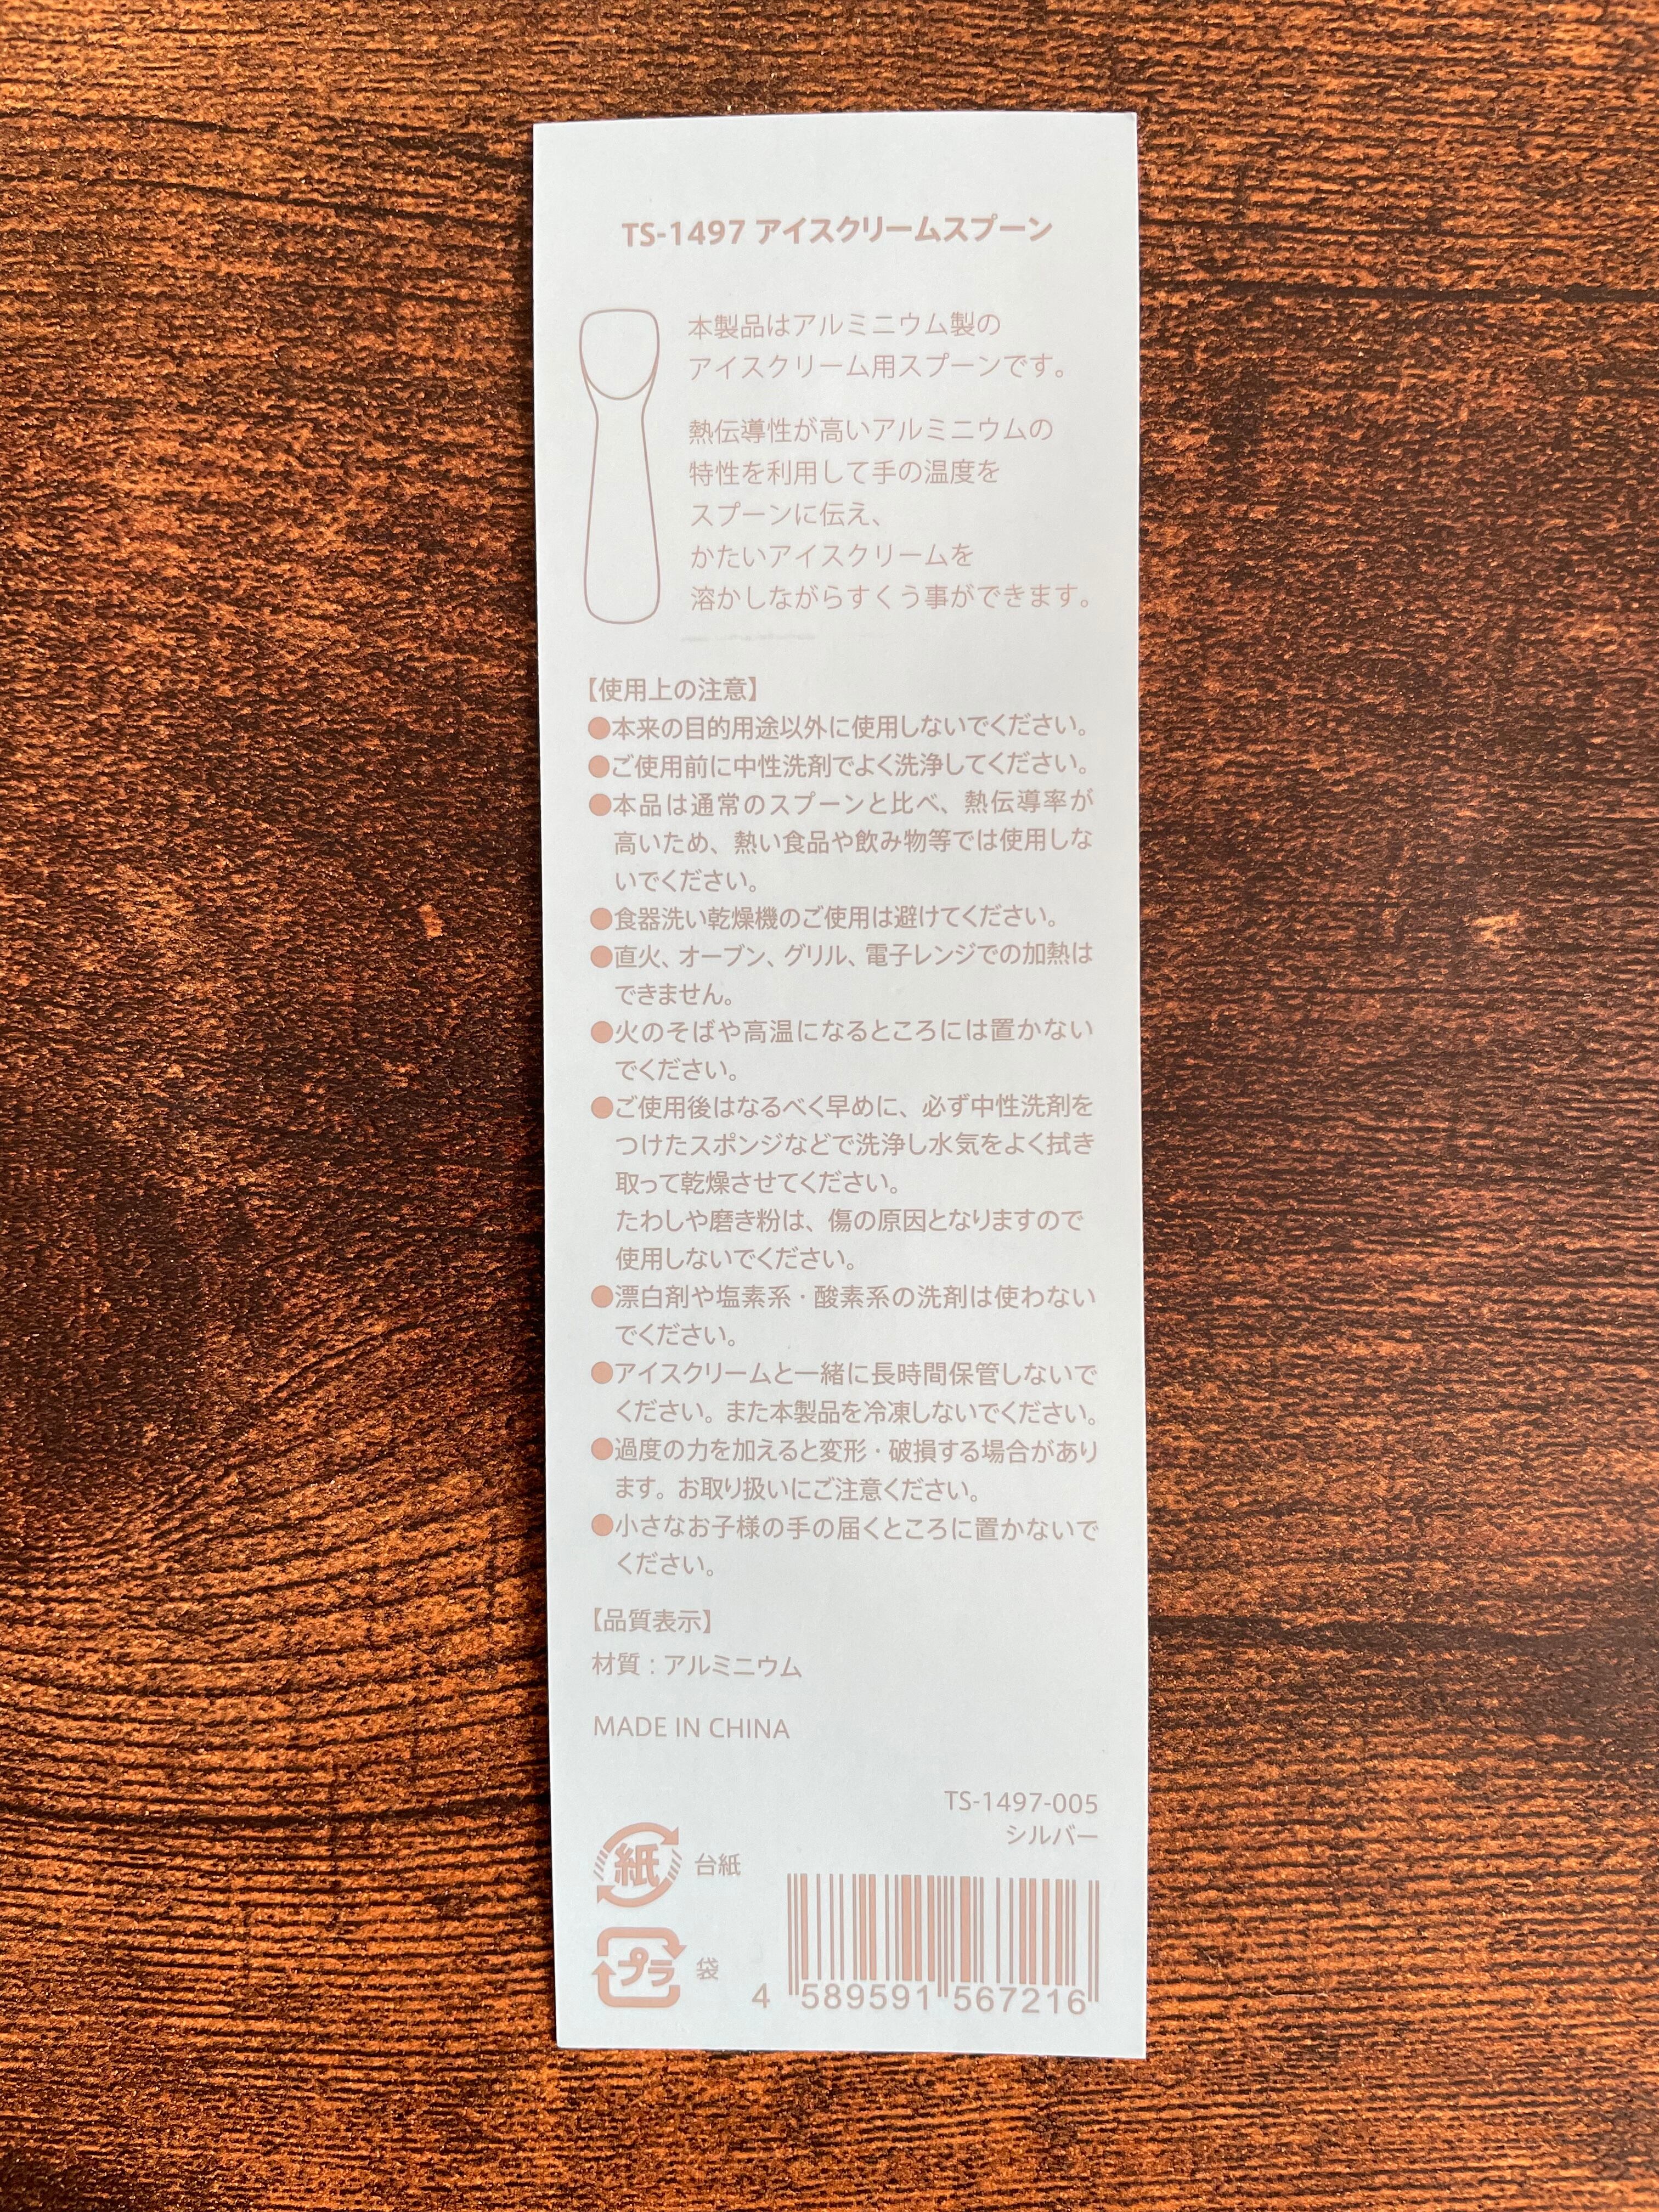 TS-1497 アイスクリームスプーン
本製品はアルミニウム製の
アイスクリーム用スプーンです。
熱伝導性が高いアルミニウムの
特性を利用して手の温度を
スプーンに伝え、
かたいアイスクリームを
溶かしながらすくう事ができます。
【使用上の注意】
●本来の目的用途以外に使用しないでください。
●ご使用前に中性洗剤でよく洗浄してください。
●本品は通常のスプーンと比べ、熱伝導率が
高いため、熱い食品や飲み物等では使用しな
いでください。
●食器洗い乾燥機のご使用は避けてください。
●直火、オーブン、グリル、電子レンジでの加熱は
できません。
●火のそばや高温になるところには置かない
でください。
●ご使用後はなるべく早めに、必ず中性洗剤を
つけたスポンジなどで洗浄し水気をよく拭き
取って乾燥させてください。
たわしや磨き粉は、傷の原因となりますので
使用しないでください。
●漂白剤や塩素系・酸素系の洗剤は使わない
でください。
●アイスクリームと一緒に長時間保管しないで
ください。また本製品を冷凍しないでください。
●過度の力を加えると変形・破損する場合があり
ます。お取り扱いにご注意ください。
●小さなお子様の手の届くところに置かないで
ください。
【品質表示】
材質：アルミニウム
MADE IN CHINA
TS-1497-005
シルバー
紙 台紙
プラ 袋
4 589591 567216